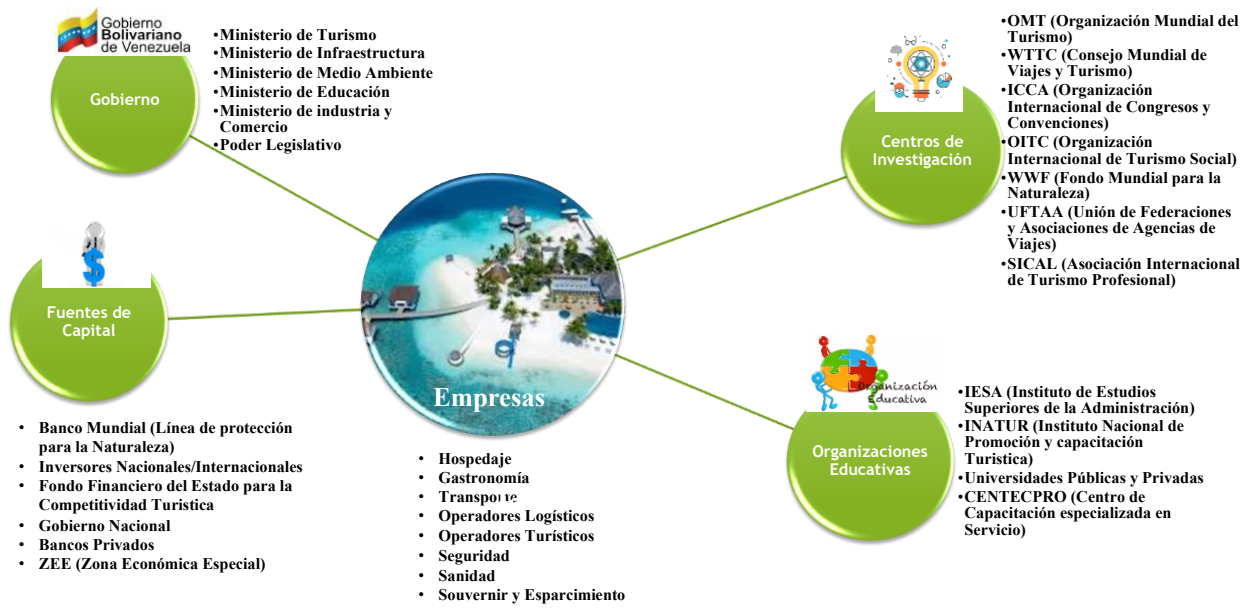 Gobierno
Bolivariano
de Venezuela
Gobierno
•Ministerio de Turismo
•Ministerio de Infraestructura
•Ministerio de Medio Ambiente
•Ministerio de Educación
•Ministerio de industria y
Comercio
•Poder Legislativo
Centros de
Investigación
•OMT (Organización Mundial del
Turismo)
•WTTC (Consejo Mundial de
Viajes y Turismo)
•ICCA (Organización
Internacional de Congresos y
Convenciones)
•OITC (Organización
Internacional de Turismo Social)
•WWF (Fondo Mundial para la
Naturaleza)
•UFTAA (Unión de Federaciones
y Asociaciones de Agencias de
Viajes)
•SICAL (Asociación Internacional
de Turismo Profesional)
$
Fuentes de
Capital
• Banco Mundial (Línea de protección
para la Naturaleza)
• Inversores Nacionales/Internacionales
• Fondo Financiero del Estado para la
Competitividad Turistica
• Gobierno Nacional
• Bancos Privados
• ZEE (Zona Económica Especial)
Empresas
• Hospedaje
• Gastronomía
• Transporte
• Operadores Logísticos
• Operadores Turísticos
• Seguridad
• Sanidad
• Souvernir y Esparcimiento
Organización
Educativa
Organizaciones
Educativas
•IESA (Instituto de Estudios
Superiores de la Administración)
•INATUR (Instituto Nacional de
Promoción y capacitación
Turistica)
•Universidades Públicas y Privadas
•CENTECPRO (Centro de
Capacitación especializada en
Servicio)